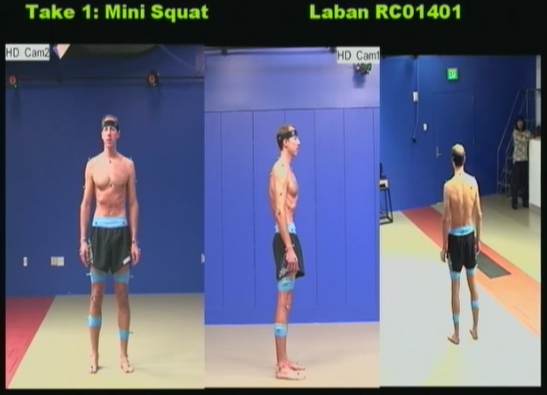 Take 1: Mini Squat
Laban RC01401
HD Cam2
HD Cam1